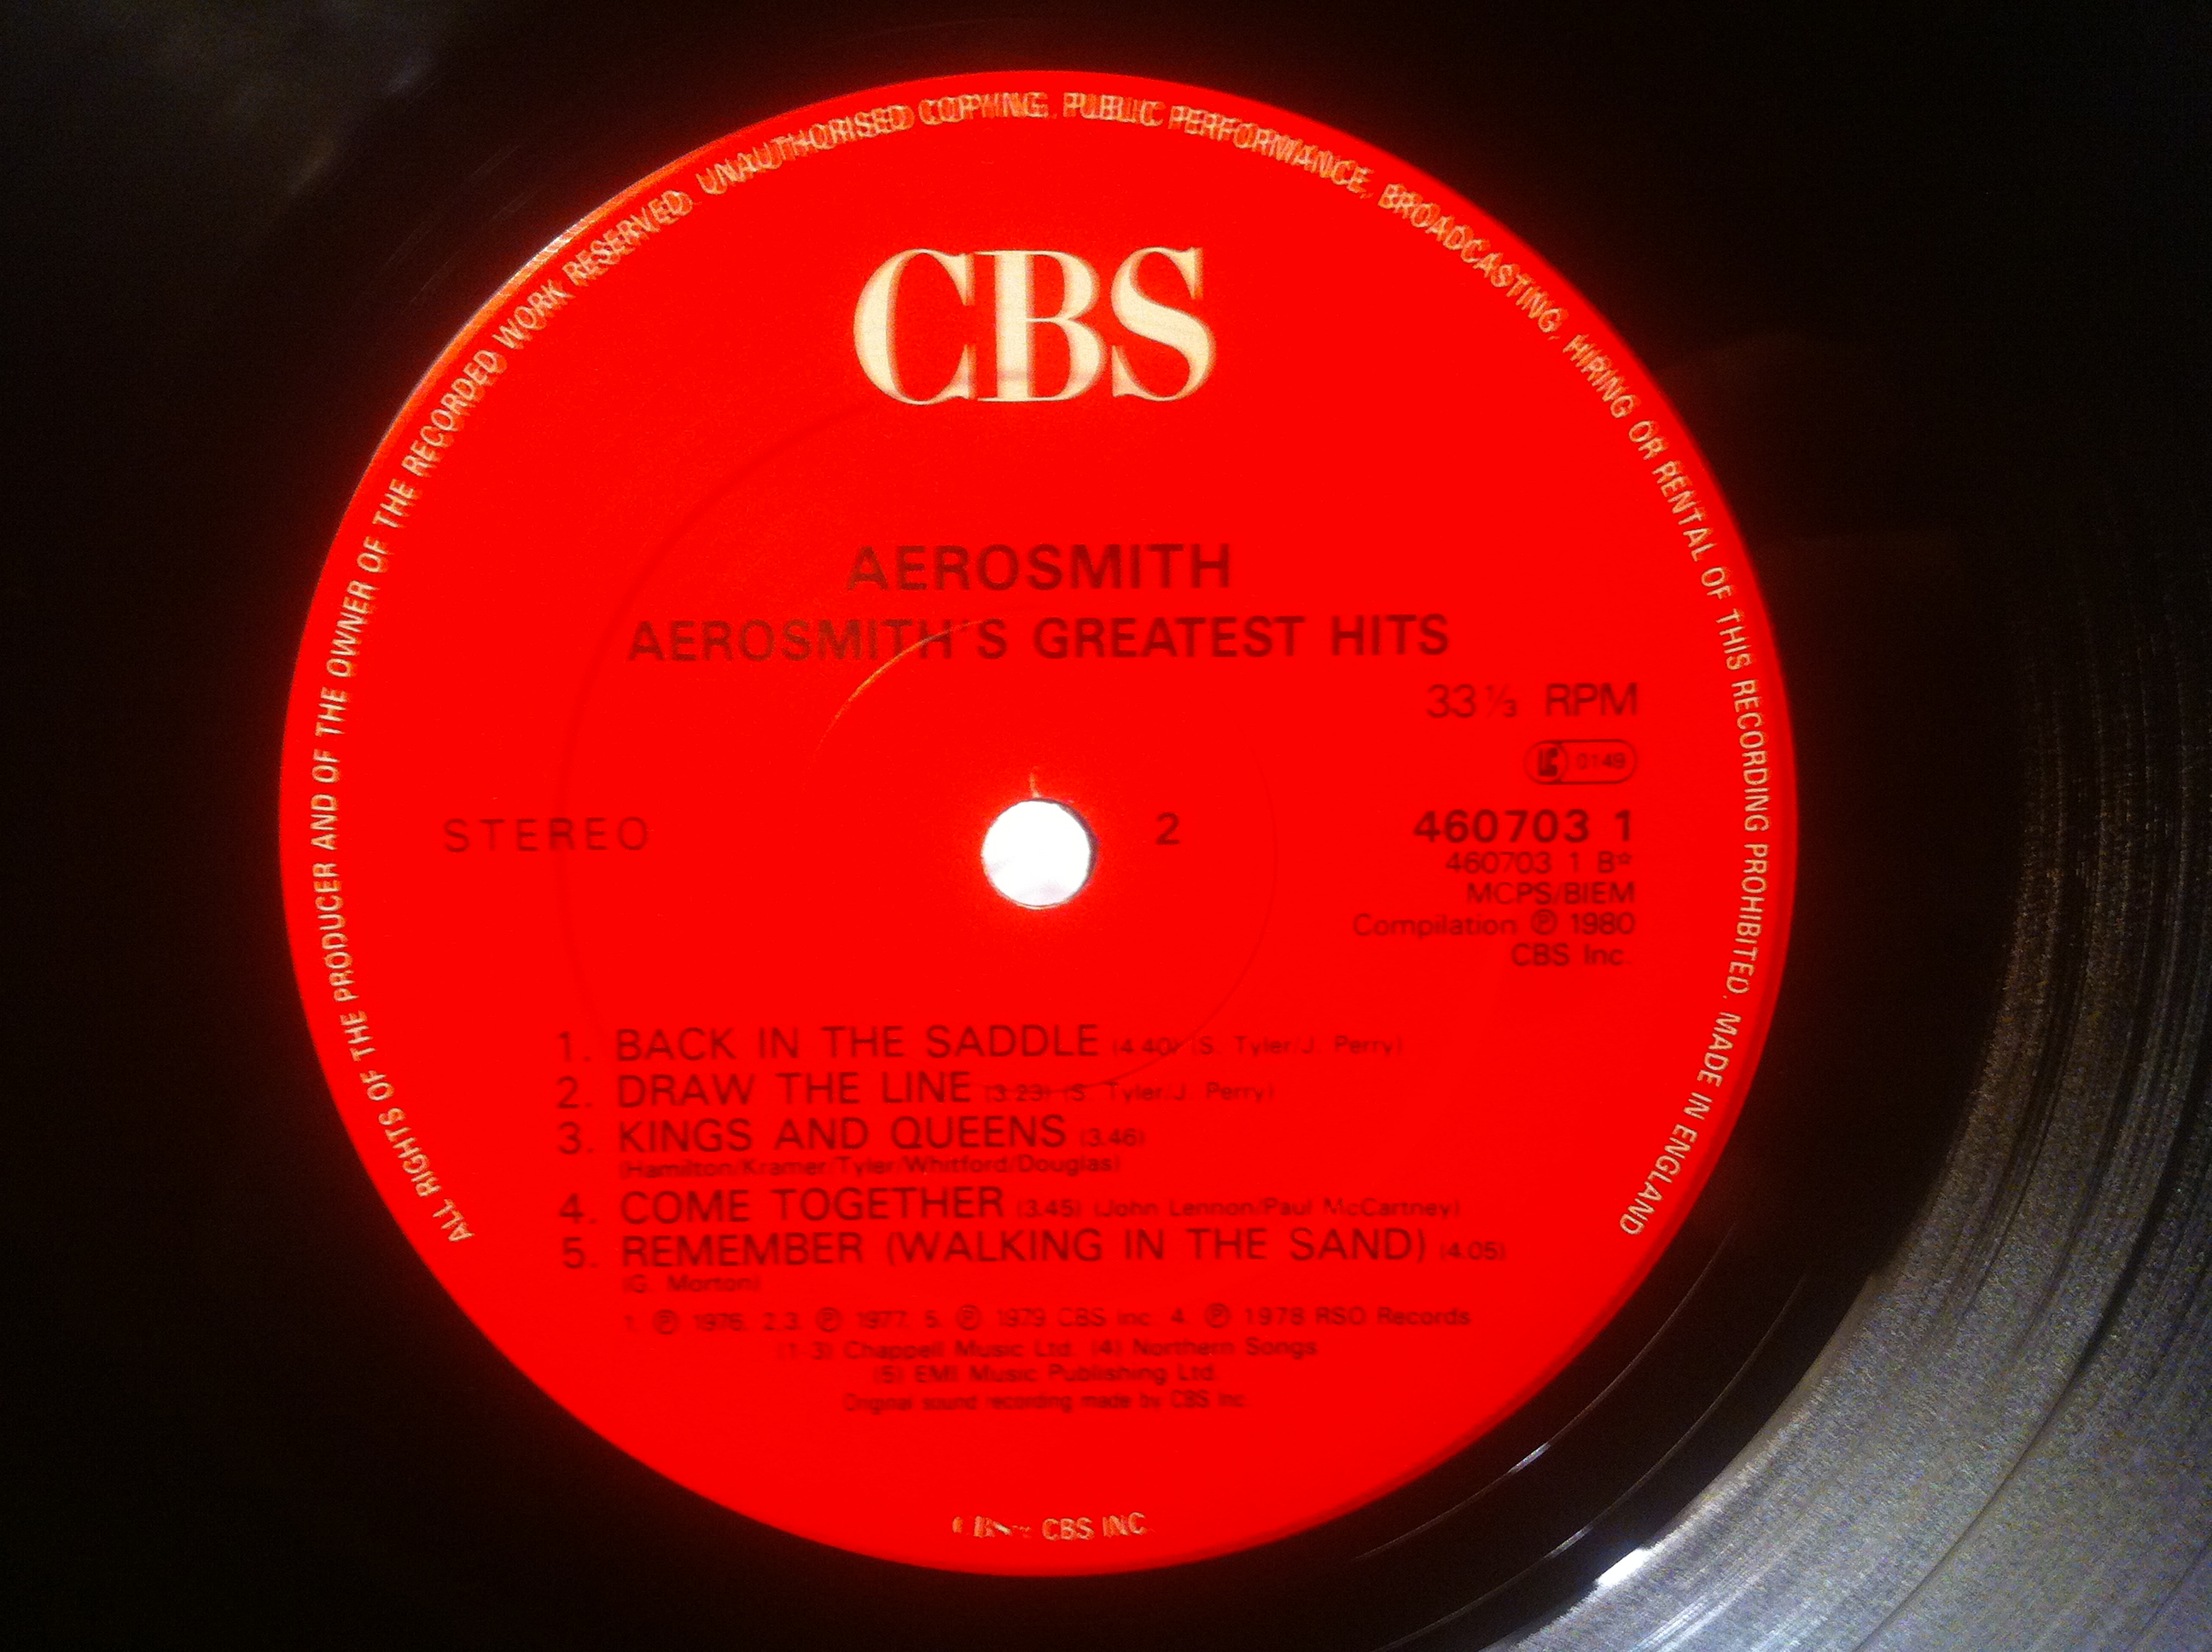 ALL RIGHTS OF THE PRODUCER AND OF THE OWNER OF THE RECORDED WORK RESERVED. UNAUTHORISED COPYING, PUBLIC PERFORMANCE, BROADCASTING, HIRING OR RENTAL OF THIS RECORDING PROHIBITED. MADE IN ENGLAND
CBS
AEROSMITH
AEROSMITH'S GREATEST HITS
33⅓ RPM
LC 0149
STEREO
2
460703 1
460703 1 B*
MCPS/BIEM
Compilation ℗ 1980
CBS Inc.
1. BACK IN THE SADDLE (4.40) (S. Tyler/J. Perry)
2. DRAW THE LINE (3.23) (S. Tyler/J. Perry)
3. KINGS AND QUEENS (3.46)
(Hamilton/Kramer/Tyler/Whitford/Douglas)
4. COME TOGETHER (3.45) (John Lennon/Paul McCartney)
5. REMEMBER (WALKING IN THE SAND) (4.05)
(G. Morton)
1. ℗ 1976. 2.3. ℗ 1977. 5. ℗ 1979 CBS Inc. 4. ℗ 1978 RSO Records
(1-3) Chappell Music Ltd. (4) Northern Songs
(5) EMI Music Publishing Ltd.
Original sound recording made by CBS Inc.
CBS INC.